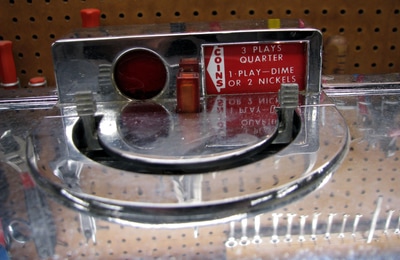 COINS
3 PLAYS
QUARTER
1-PLAY-DIME
OR 2 NICKELS